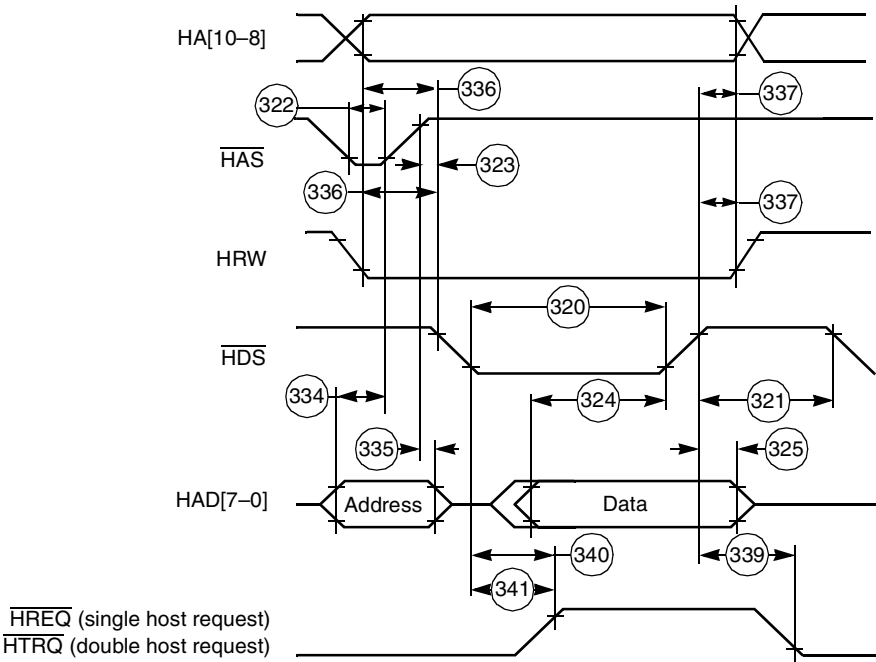 HA[10–8]
336
337
322
HAS
323
336
337
HRW
320
HDS
334
324
321
335
325
HAD[7–0]
Address
Data
340
339
341
HREQ (single host request)
HTRQ (double host request)